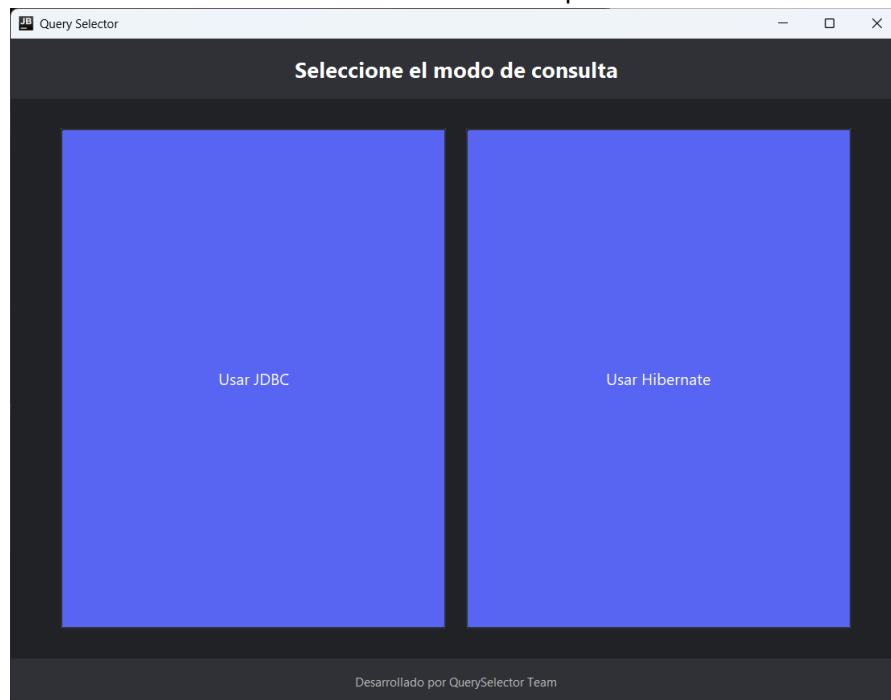 JB Query Selector
Seleccione el modo de consulta
Usar JDBC
Usar Hibernate
Desarrollado por QuerySelector Team